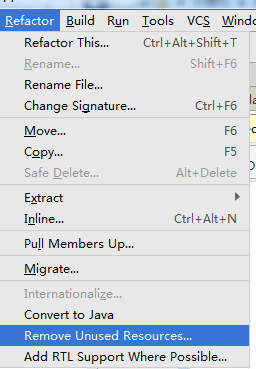 Refactor Build Run Tools VCS Windo
Refactor This... Ctrl+Alt+Shift+T
Rename... Shift+F6
Rename File...
Change Signature... Ctrl+F6
Move... F6
Copy... F5
Safe Delete... Alt+Delete
Extract
Inline... Ctrl+Alt+N
Pull Members Up...
Migrate...
Internationalize...
Convert to Java
Remove Unused Resources...
Add RTL Support Where Possible...